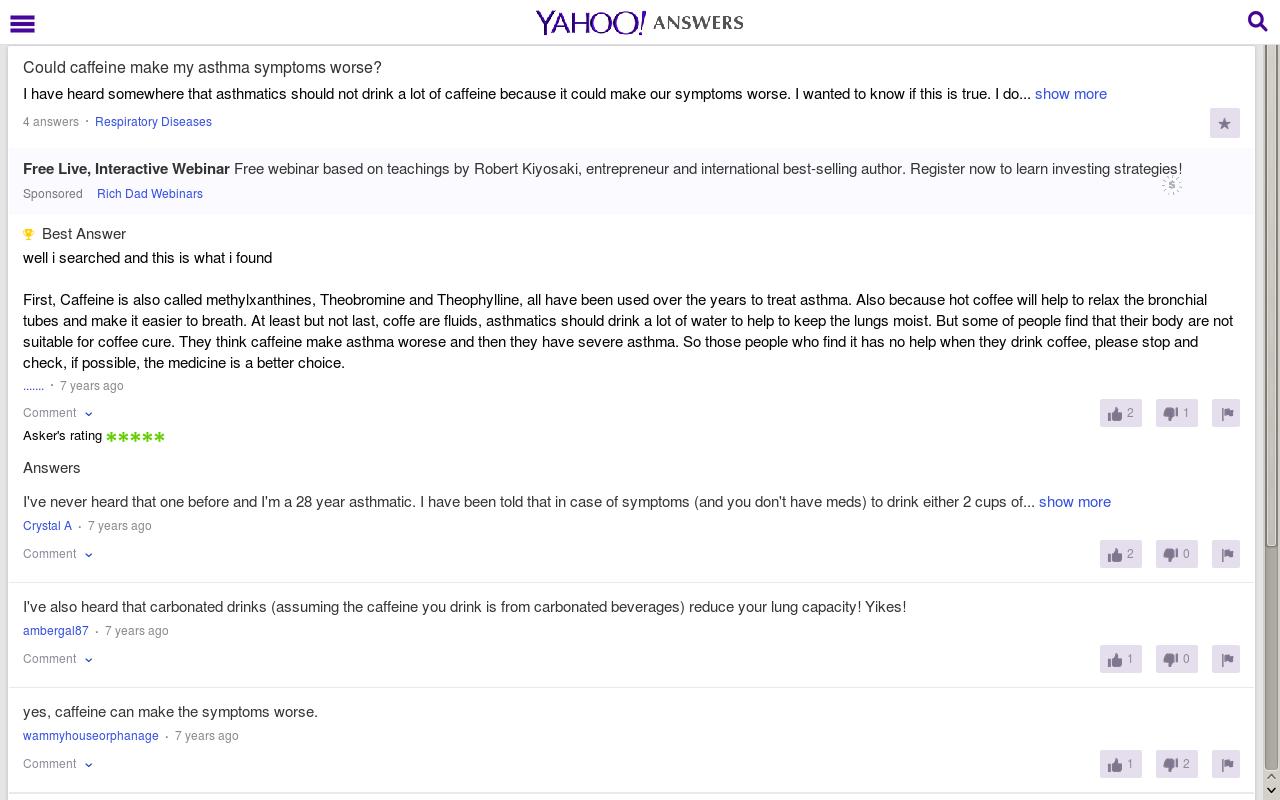 YAHOO! ANSWERS
Could caffeine make my asthma symptoms worse?
I have heard somewhere that asthmatics should not drink a lot of caffeine because it could make our symptoms worse. I wanted to know if this is true. I do... show more
4 answers · Respiratory Diseases
Free Live, Interactive Webinar Free webinar based on teachings by Robert Kiyosaki, entrepreneur and international best-selling author. Register now to learn investing strategies!
Sponsored Rich Dad Webinars
$
Best Answer
well i searched and this is what i found
First, Caffeine is also called methylxanthines, Theobromine and Theophylline, all have been used over the years to treat asthma. Also because hot coffee will help to relax the bronchial
tubes and make it easier to breath. At least but not last, coffe are fluids, asthmatics should drink a lot of water to help to keep the lungs moist. But some of people find that their body are not
suitable for coffee cure. They think caffeine make asthma worese and then they have severe asthma. So those people who find it has no help when they drink coffee, please stop and
check, if possible, the medicine is a better choice.
....... · 7 years ago
Comment 2 1
Asker's rating *****
Answers
I've never heard that one before and I'm a 28 year asthmatic. I have been told that in case of symptoms (and you don't have meds) to drink either 2 cups of... show more
Crystal A · 7 years ago
Comment 2 0
I've also heard that carbonated drinks (assuming the caffeine you drink is from carbonated beverages) reduce your lung capacity! Yikes!
ambergal87 · 7 years ago
Comment 1 0
yes, caffeine can make the symptoms worse.
wammyhouseorphanage · 7 years ago
Comment 1 2